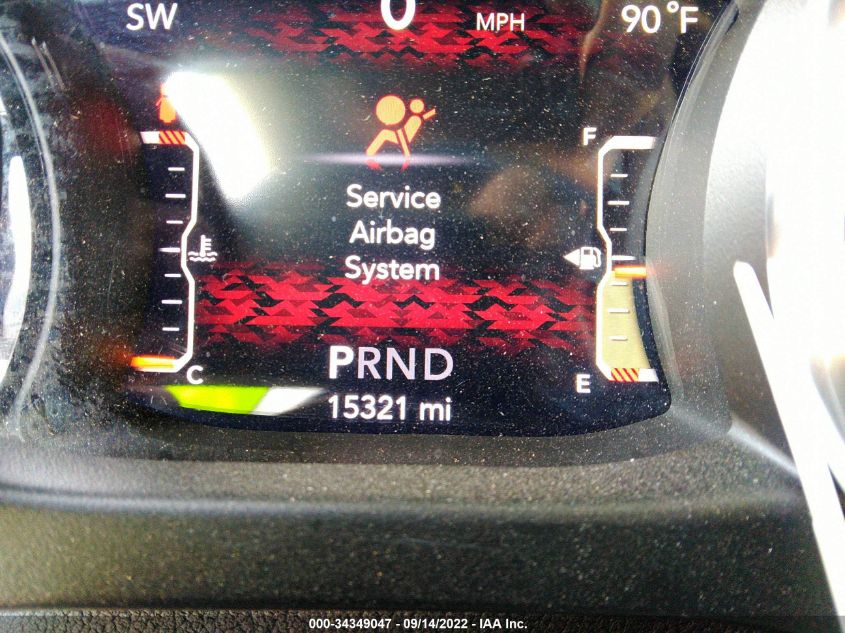 SW 0 MPH 90°F
F
Service
Airbag
System
PRND
C E
15321 mi
000-34349047 - 09/14/2022 - IAA Inc.